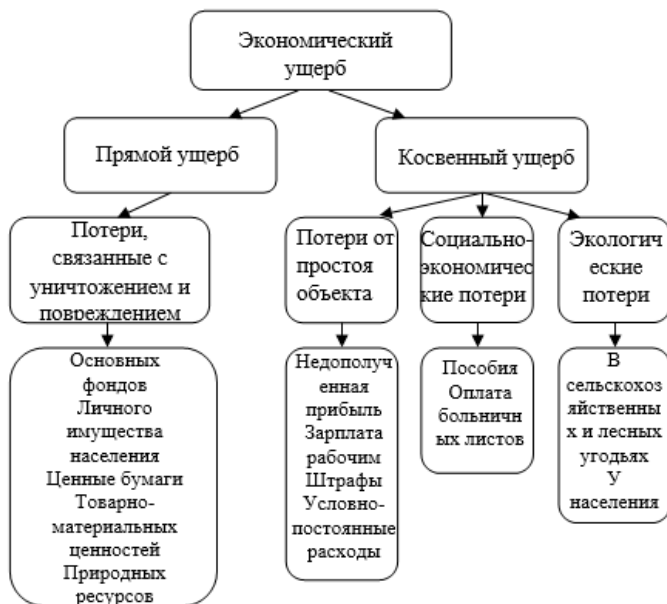 Экономический
ущерб
Прямой ущерб
Косвенный ущерб
Потери,
связанные с
уничтожением и
повреждением
Потери от
простоя
объекта
Социально-
экономичес
кие потери
Экологич
еские
потери
Основных
фондов
Личного
имущества
населения
Ценные бумаги
Товарно-
материальных
ценностей
Природных
ресурсов
Недополуч
енная
прибыль
Зарплата
рабочим
Штрафы
Условно-
постоянные
расходы
Пособия
Оплата
больничн
ых листов
В
сельскохоз
яйственны
х и лесных
угодьях
У
населения